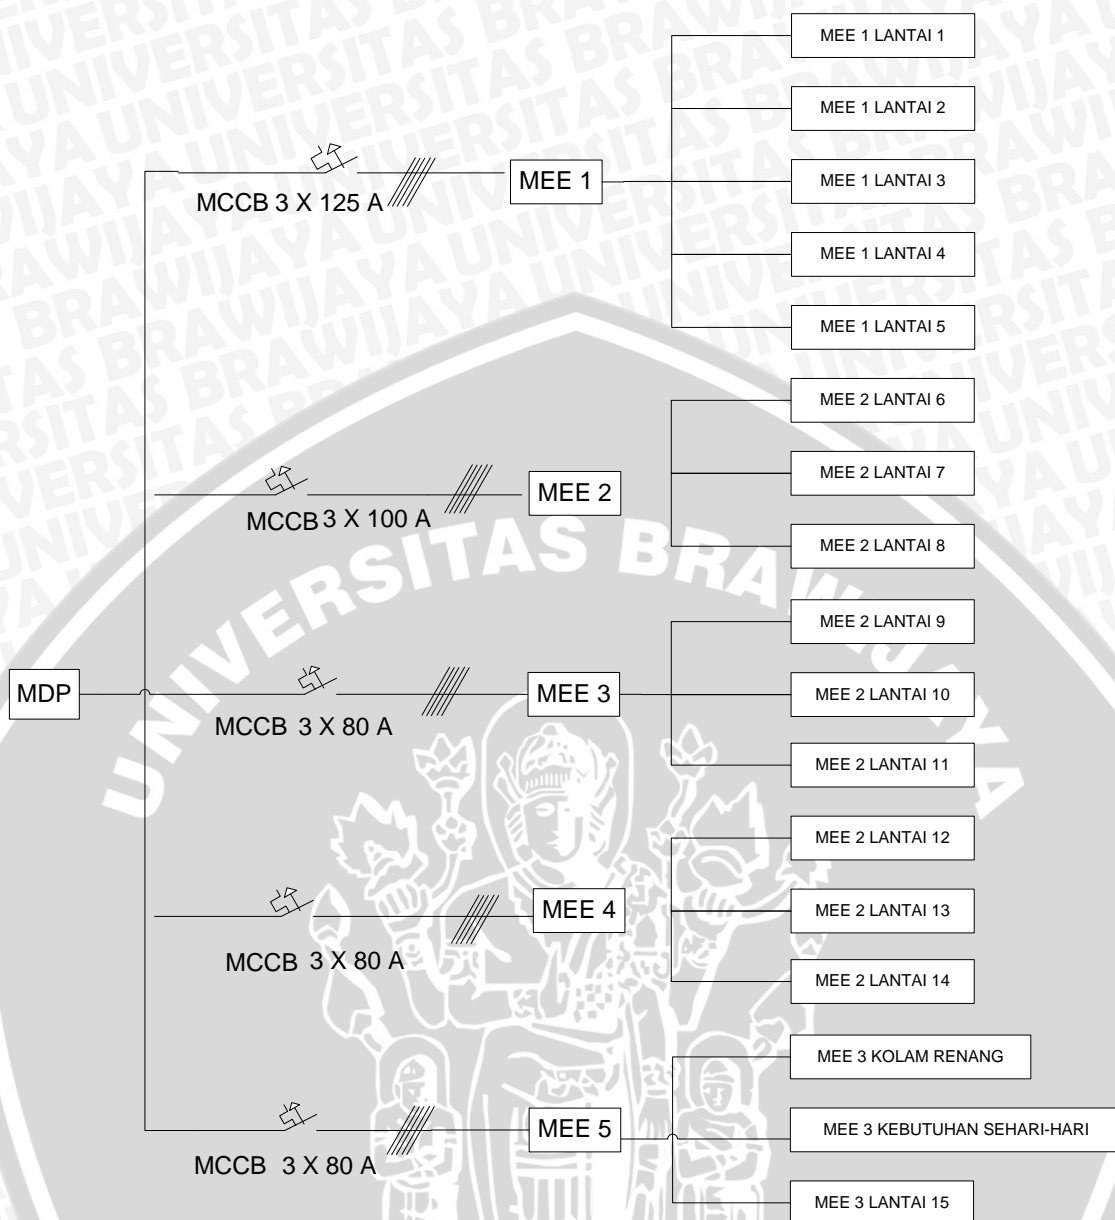 MEE 1 LANTAI 1
MEE 1 LANTAI 2
MCCB 3 X 125 A
MEE 1
MEE 1 LANTAI 3
MEE 1 LANTAI 4
MEE 1 LANTAI 5
MEE 2 LANTAI 6
MCCB 3 X 100 A
MEE 2
MEE 2 LANTAI 7
MEE 2 LANTAI 8
UNIVERSITAS BRAWIJAYA
MEE 2 LANTAI 9
MDP
MCCB 3 X 80 A
MEE 3
MEE 2 LANTAI 10
MEE 2 LANTAI 11
MEE 2 LANTAI 12
MCCB 3 X 80 A
MEE 4
MEE 2 LANTAI 13
MEE 2 LANTAI 14
MEE 3 KOLAM RENANG
MCCB 3 X 80 A
MEE 5
MEE 3 KEBUTUHAN SEHARI-HARI
MEE 3 LANTAI 15